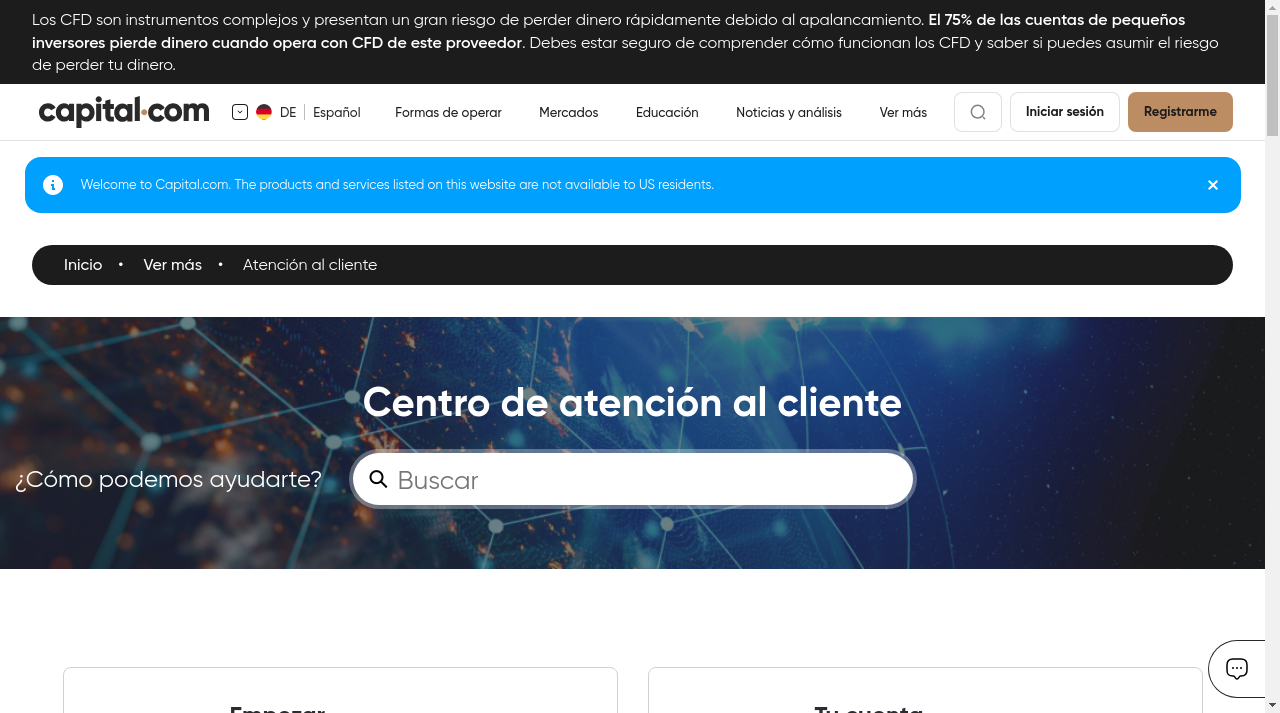 Los CFD son instrumentos complejos y presentan un gran riesgo de perder dinero rápidamente debido al apalancamiento. El 75% de las cuentas de pequeños
inversores pierde dinero cuando opera con CFD de este proveedor. Debes estar seguro de comprender cómo funcionan los CFD y saber si puedes asumir el riesgo
de perder tu dinero.
capital.com DE Español Formas de operar Mercados Educación Noticias y análisis Ver más Iniciar sesión Registrarme
Welcome to Capital.com. The products and services listed on this website are not available to US residents.
Inicio • Ver más • Atención al cliente
Centro de atención al cliente
¿Cómo podemos ayudarte? Buscar
Empezar Tu cuenta